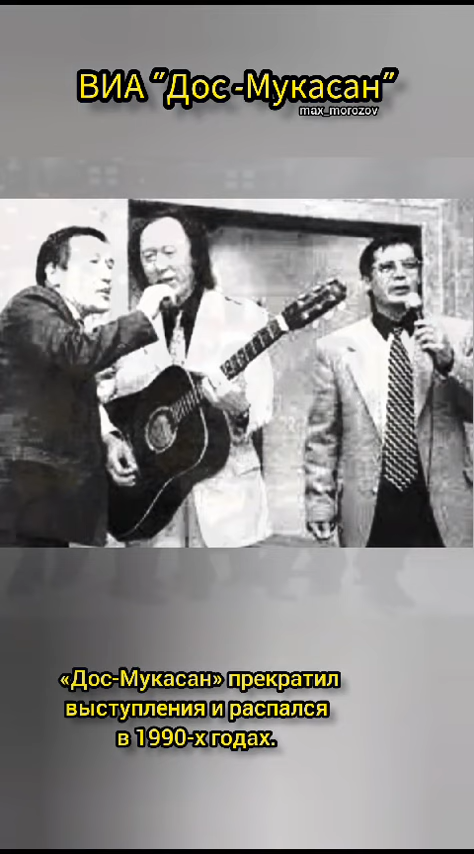 ВИА "Дос-Мукасан"
max_morozov
«Дос-Мукасан» прекратил
выступления и распался
в 1990-х годах.